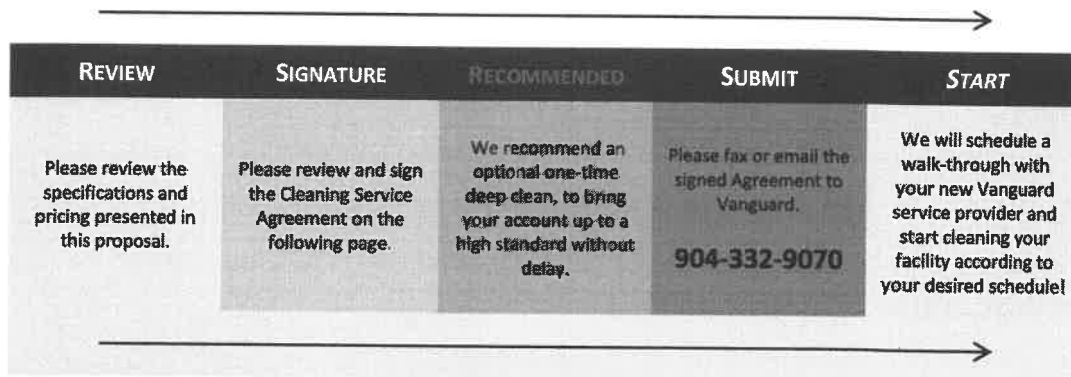 REVIEW
Please review the
specifications and
pricing presented in
this proposal.
SIGNATURE
Please review and sign
the Cleaning Service
Agreement on the
following page.
RECOMMENDED
We recommend an
optional one-time
deep clean, to bring
your account up to a
high standard without
delay.
SUBMIT
Please fax or email the
signed Agreement to
Vanguard.
904-332-9070
START
We will schedule a
walk-through with
your new Vanguard
service provider and
start cleaning your
facility according to
your desired schedule!